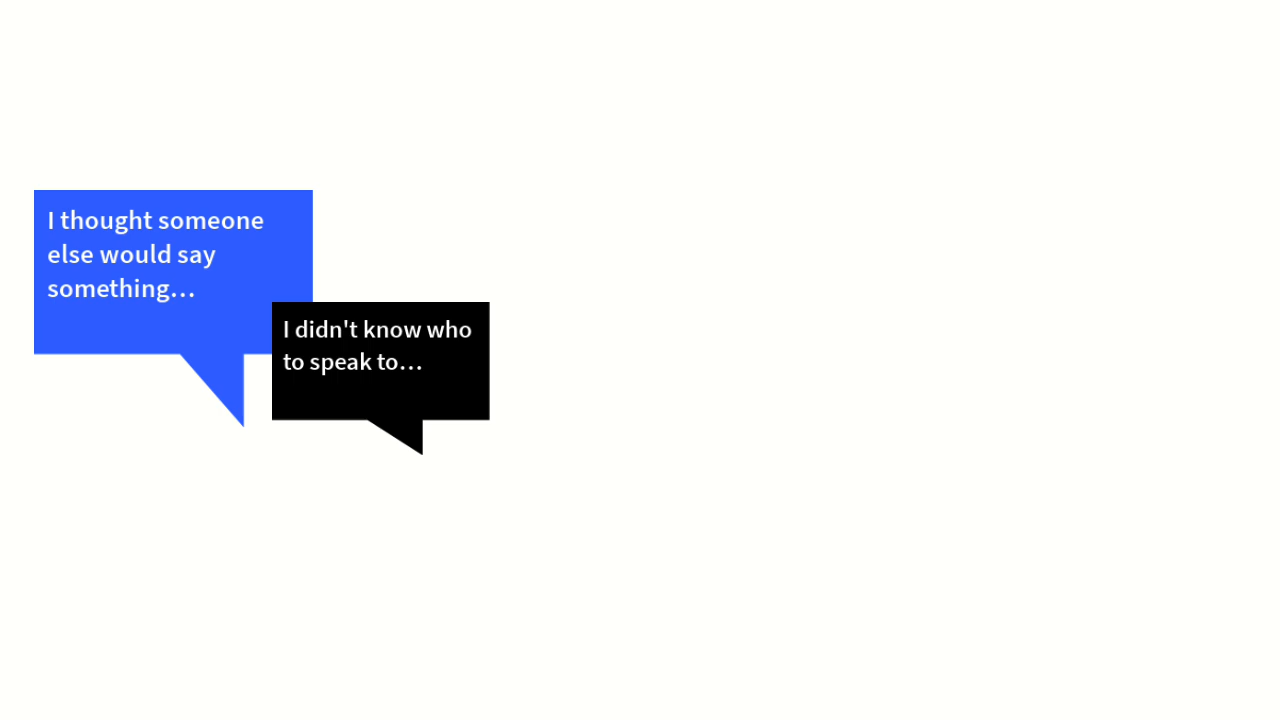 I thought someone
else would say
something...
I didn't know who
to speak to...